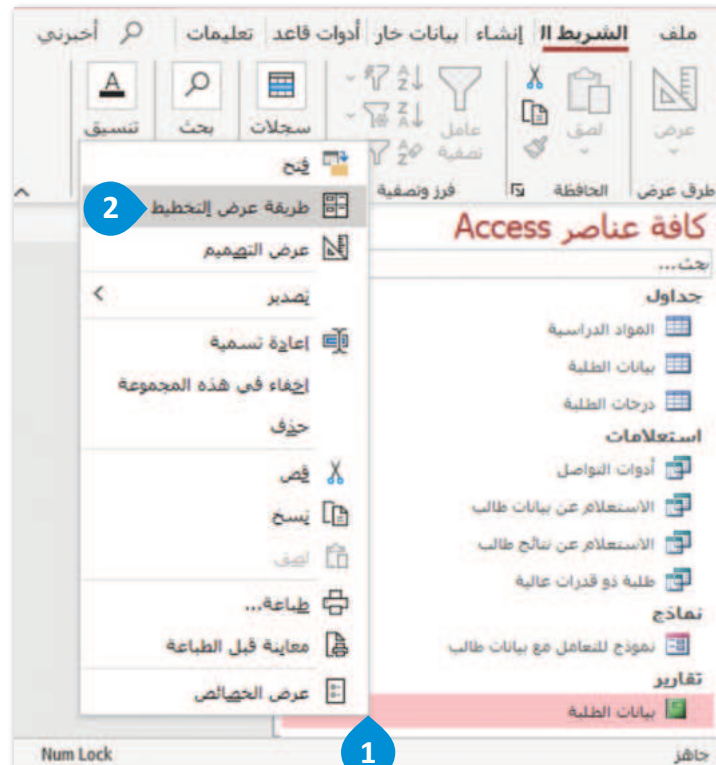 ملف الشريط ال إنشاء بيانات خار أدوات قاعد تعليمات أخبرني
عرض
لصق
عامل
تصفية
سجلات
بحث
تنسيق
طرق عرض
الحافظة
فرز وتصفية
كافة عناصر Access
بحث...
جداول
المواد الدراسية
بيانات الطلبة
درجات الطلبة
استعلامات
أدوات التواصل
الاستعلام عن بيانات طالب
الاستعلام عن نتائج طالب
طلبة ذو قدرات عالية
نماذج
نموذج للتعامل مع بيانات طالب
تقارير
بيانات الطلبة
فتح
طريقة عرض التخطيط
2
عرض التصميم
تصدير
إعادة تسمية
إخفاء في هذه المجموعة
حذف
قص
نسخ
لصق
طباعة...
معاينة قبل الطباعة
عرض الخصائص
1
جاهز
Num Lock